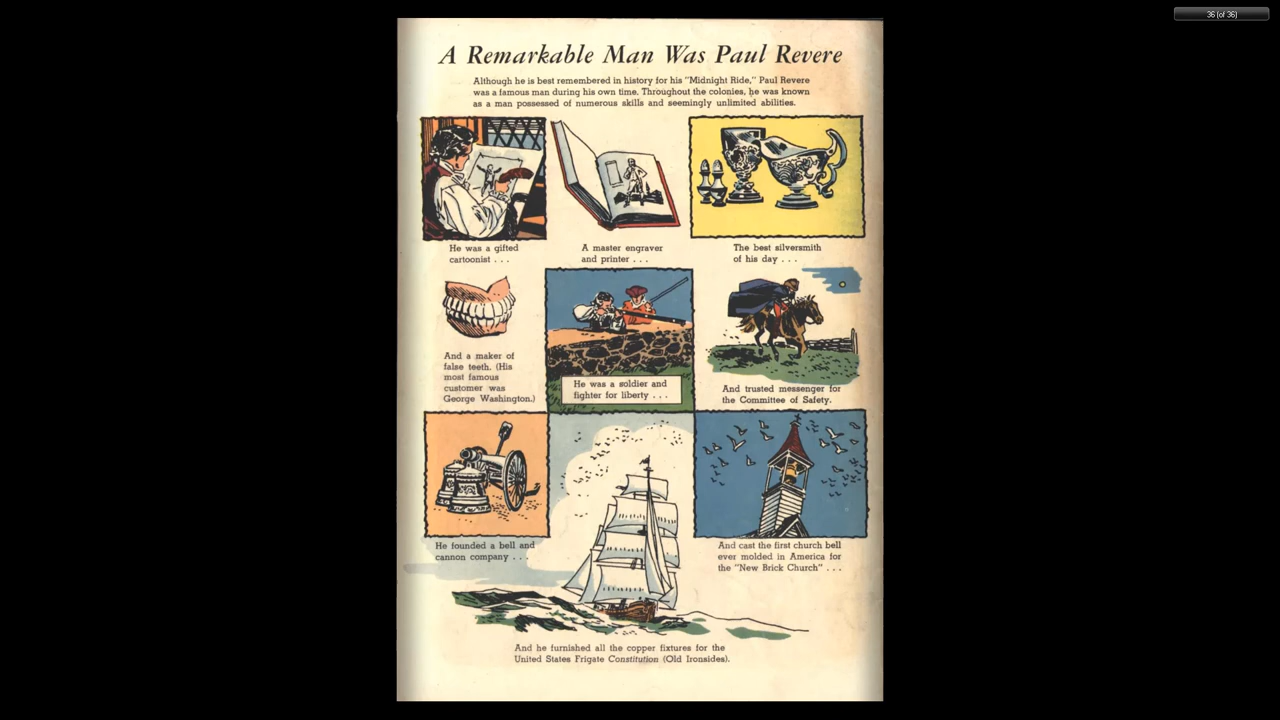 36 (of 36)
A Remarkable Man Was Paul Revere
Although he is best remembered in history for his "Midnight Ride," Paul Revere
was a famous man during his own time. Throughout the colonies, he was known
as a man possessed of numerous skills and seemingly unlimited abilities.
He was a gifted
cartoonist . . .
A master engraver
and printer . . .
The best silversmith
of his day . . .
And a maker of
false teeth. (His
most famous
customer was
George Washington.)
He was a soldier and
fighter for liberty . . .
And trusted messenger for
the Committee of Safety.
He founded a bell and
cannon company . . .
And cast the first church bell
ever molded in America for
the "New Brick Church" . . .
And he furnished all the copper fixtures for the
United States Frigate Constitution (Old Ironsides).